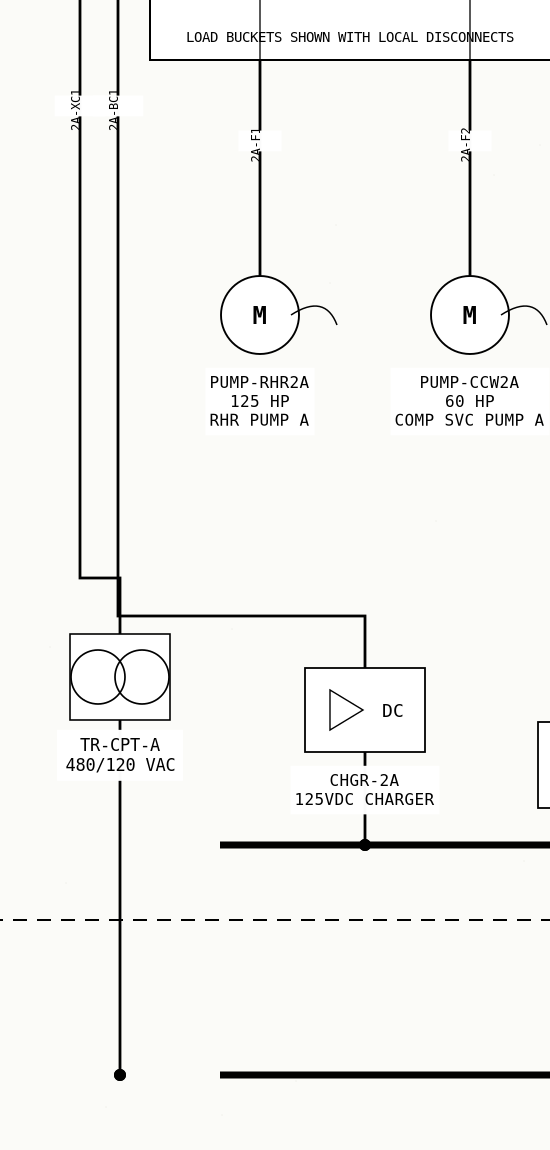 LOAD BUCKETS SHOWN WITH LOCAL DISCONNECTS
2A-XC1
2A-BC1
2A-F1
2A-F2
M
M
PUMP-RHR2A
125 HP
RHR PUMP A
PUMP-CCW2A
60 HP
COMP SVC PUMP A
DC
TR-CPT-A
480/120 VAC
CHGR-2A
125VDC CHARGER